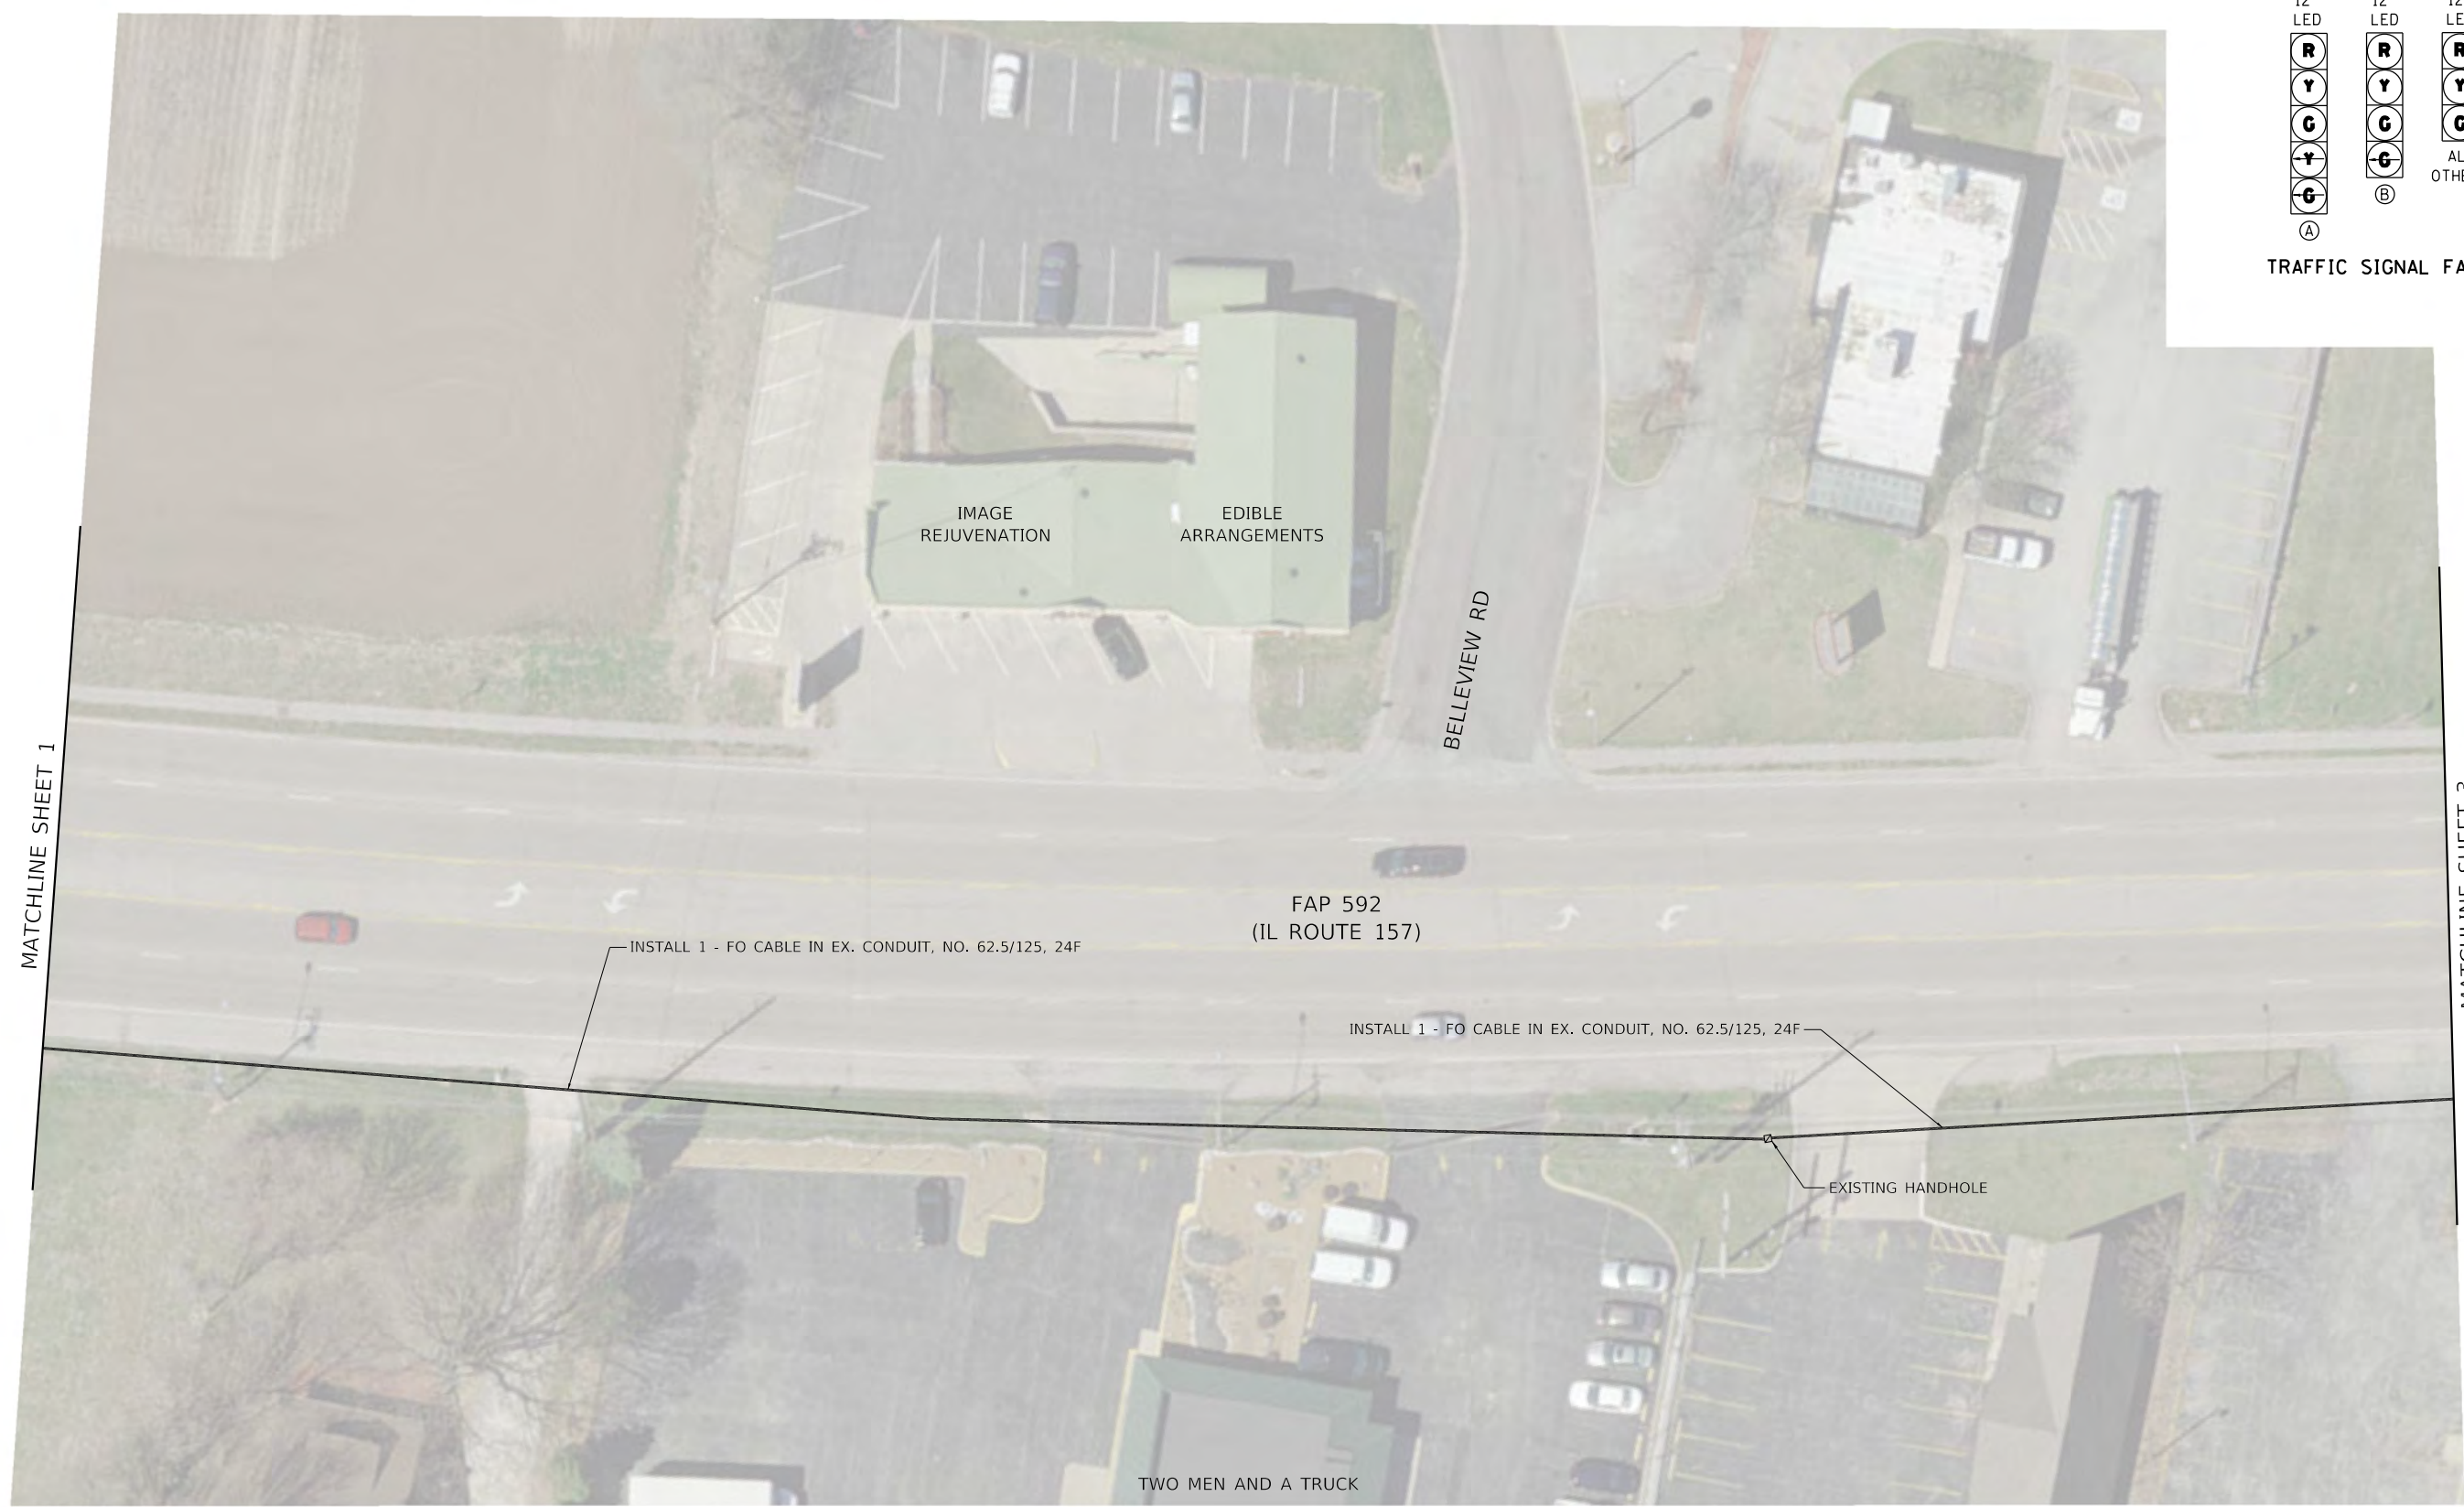 12"
LED
R
Y
G
Y
G
A
12"
LED
R
Y
G
G
B
R
Y
G
TRAFFIC SIGNAL
IMAGE
REJUVENATION
EDIBLE
ARRANGEMENTS
BELLEVIEW RD
MATCHLINE SHEET 1
FAP 592
(IL ROUTE 157)
INSTALL 1 - FO CABLE IN EX. CONDUIT, NO. 62.5/125, 24F
INSTALL 1 - FO CABLE IN EX. CONDUIT, NO. 62.5/125, 24F
EXISTING HANDHOLE
TWO MEN AND A TRUCK